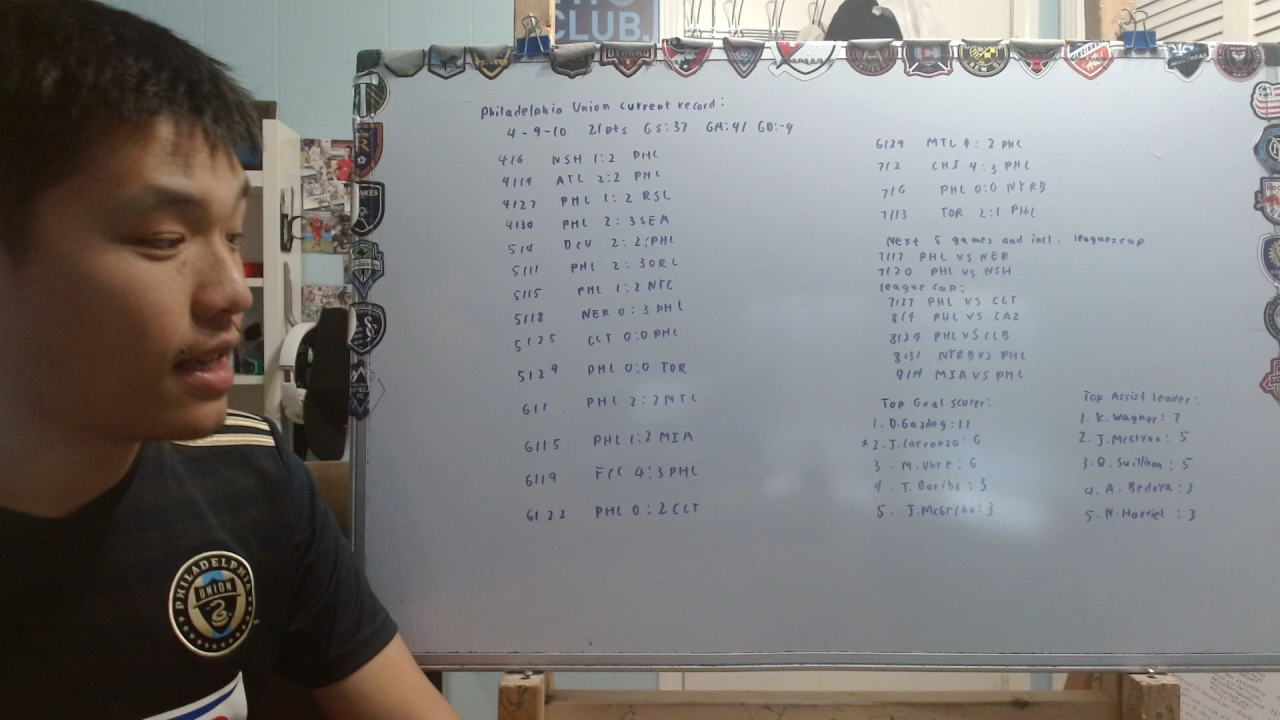 CLUB.
Philadelphia Union current record:
4-9-10 21pts GS:37 GA:41 GD:-4
4/6 NSH 1:2 PHL
4/14 ATL 2:2 PHL
4/27 PHL 1:2 RSL
4/30 PHL 2:3 SEA
5/4 DCU 2:2 PHL
5/11 PHL 2:3 ORL
5/15 PHL 1:2 NYC
5/18 NER 0:3 PHL
5/25 CLT 0:0 PHL
5/29 PHL 0:0 TOR
6/1 PHL 2:2 MTL
6/15 PHL 1:2 MIA
6/19 FCC 4:3 PHL
6/22 PHL 0:2 CLT
6/29 MTL 4:2 PHL
7/2 CHI 4:3 PHL
7/6 PHL 0:0 NYRB
7/13 TOR 2:1 PHL
Next 5 games and incl. leaguescup
7/17 PHL VS NER
7/20 PHL VS NSH
league cup:
7/27 PHL VS CLT
8/4 PHL VS CAZ
8/24 PHL VS CLB
8/31 NYRB VS PHL
9/14 MIA VS PHL
Top Goal scorer:
1. D.Gazdag:11
*2. J.Carranza: 6
3. M.Uhre: 6
4. T. Baribo: 3
5. J.McGlynn:3
Top Assist leader:
1. K. Wagner: 7
2. J.McGlynn: 5
3. Q. Sullivan: 5
4. A. Bedoya:3
5. N. Harriel: 3
PHILADELPHIA
UNION